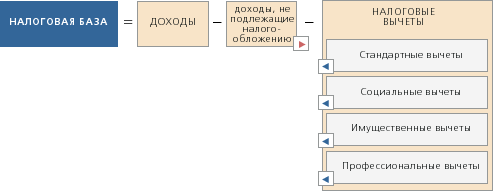 НАЛОГОВАЯ БАЗА = ДОХОДЫ – доходы, не
подлежащие
налого-
обложению –
НАЛОГОВЫЕ
ВЫЧЕТЫ
Стандартные вычеты
Социальные вычеты
Имущественные вычеты
Профессиональные вычеты